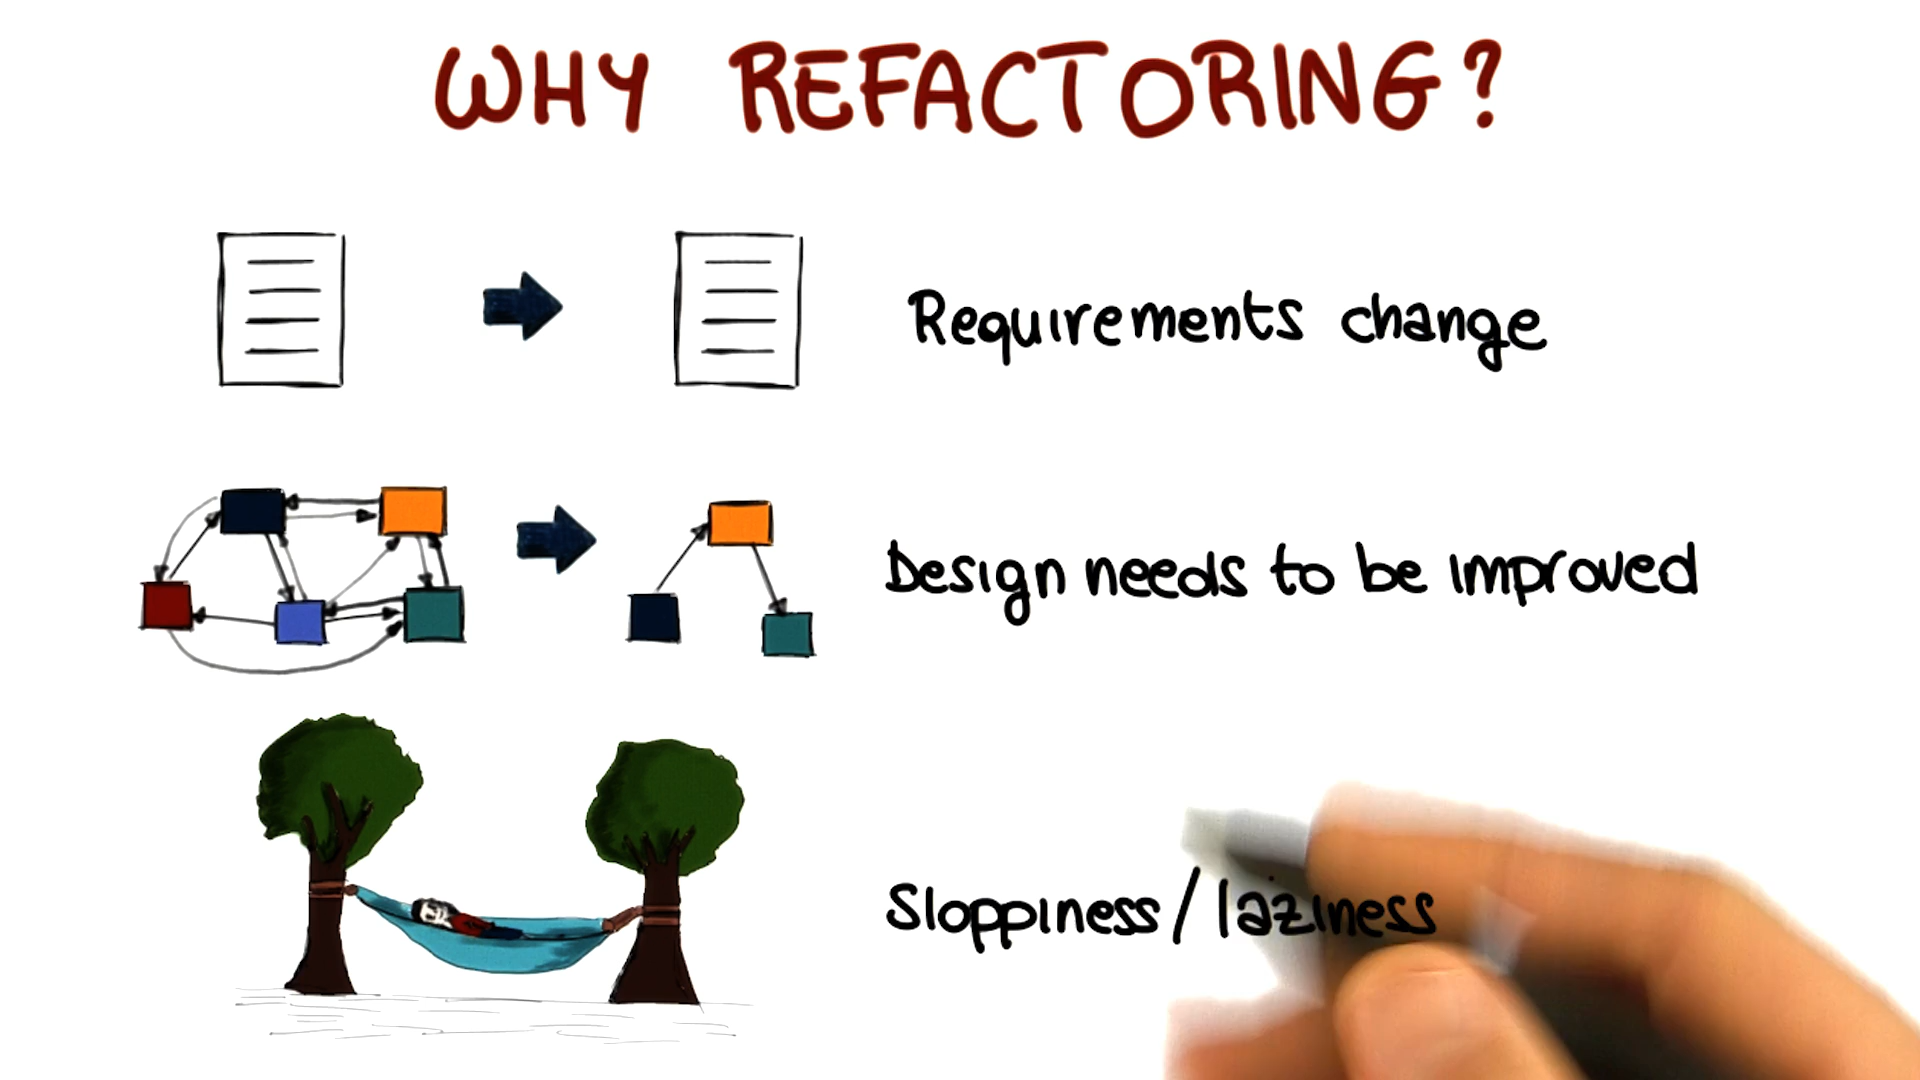 WHY REFACTORING?
Requirements change
Design needs to be improved
Sloppiness/laziness